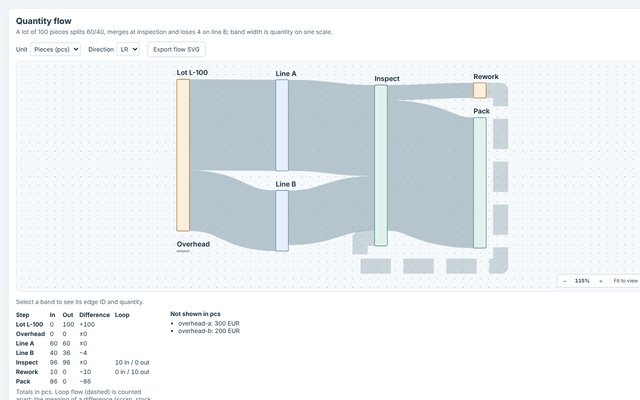 Quantity flow
A lot of 100 pieces splits 60/40, merges at inspection and loses 4 on line B; band width is quantity on one scale.
Unit Pieces (pcs) Direction LR Export flow SVG
Lot L-100
Line A
Inspect
Rework
Pack
Line B
Overhead
− 115% + Fit to view
Select a band to see its edge ID and quantity.
Step In Out Difference Loop
Lot L-100 0 100 +100
Overhead 0 0 ±0
Line A 60 60 ±0
Line B 40 36 −4
Inspect 96 96 ±0 10 in / 0 out
Rework 10 0 −10 0 in / 10 out
Pack 86 0 −86
Totals in pcs. Loop flow (dashed) is counted
apart; the meaning of a difference (scrap, stock
Not shown in pcs
• overhead-a: 300 EUR
• overhead-b: 200 EUR